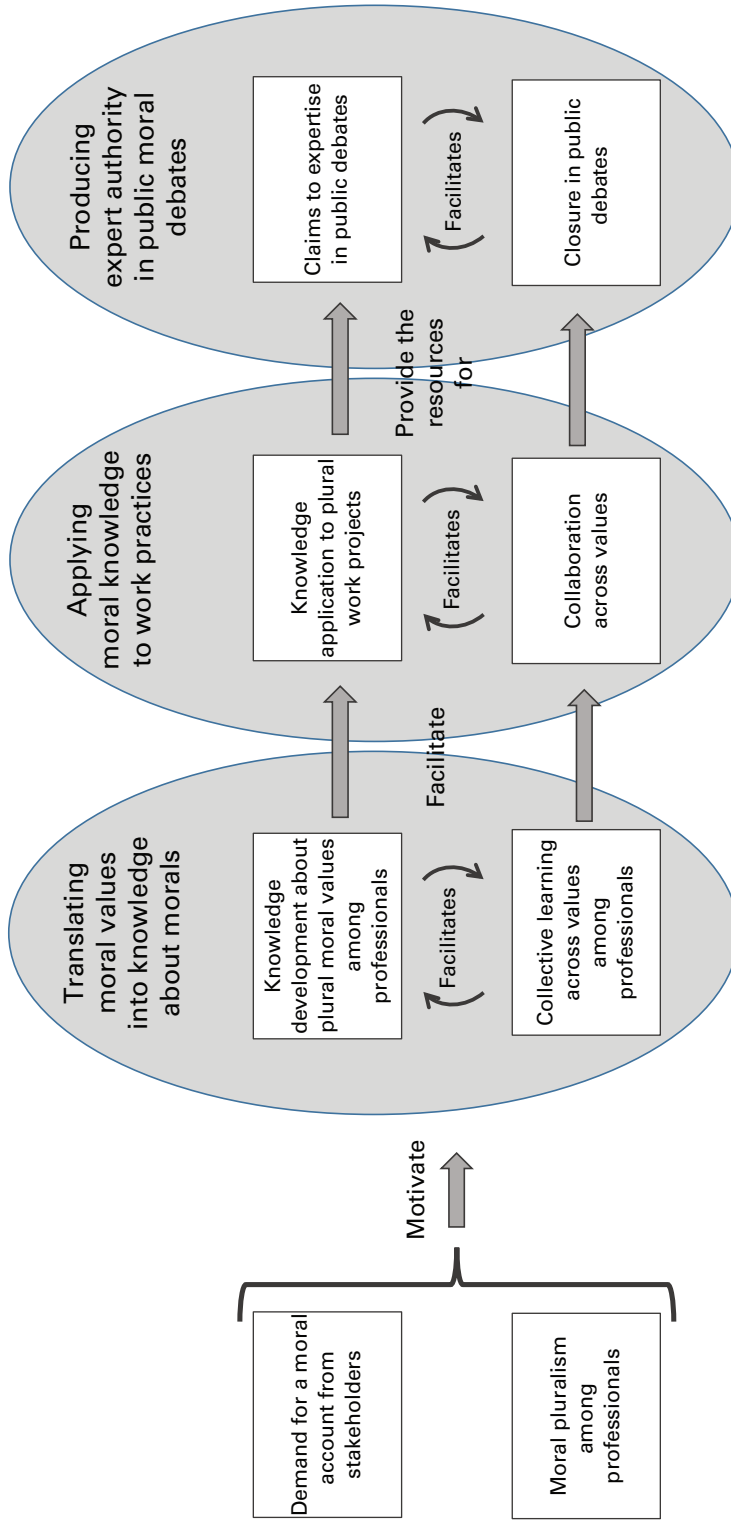 Demand for a moral
account from
stakeholders
Moral pluralism
among
professionals
Motivate
Translating
moral values
into knowledge
about morals
Knowledge
development about
plural moral values
among
professionals
Facilitates
Collective learning
across values
among
professionals
Facilitate
Applying
moral knowledge
to work practices
Knowledge
application to plural
work projects
Facilitates
Collaboration
across values
Provide the
resources
for
Producing
expert authority
in public moral
debates
Claims to expertise
in public debates
Facilitates
Closure in public
debates